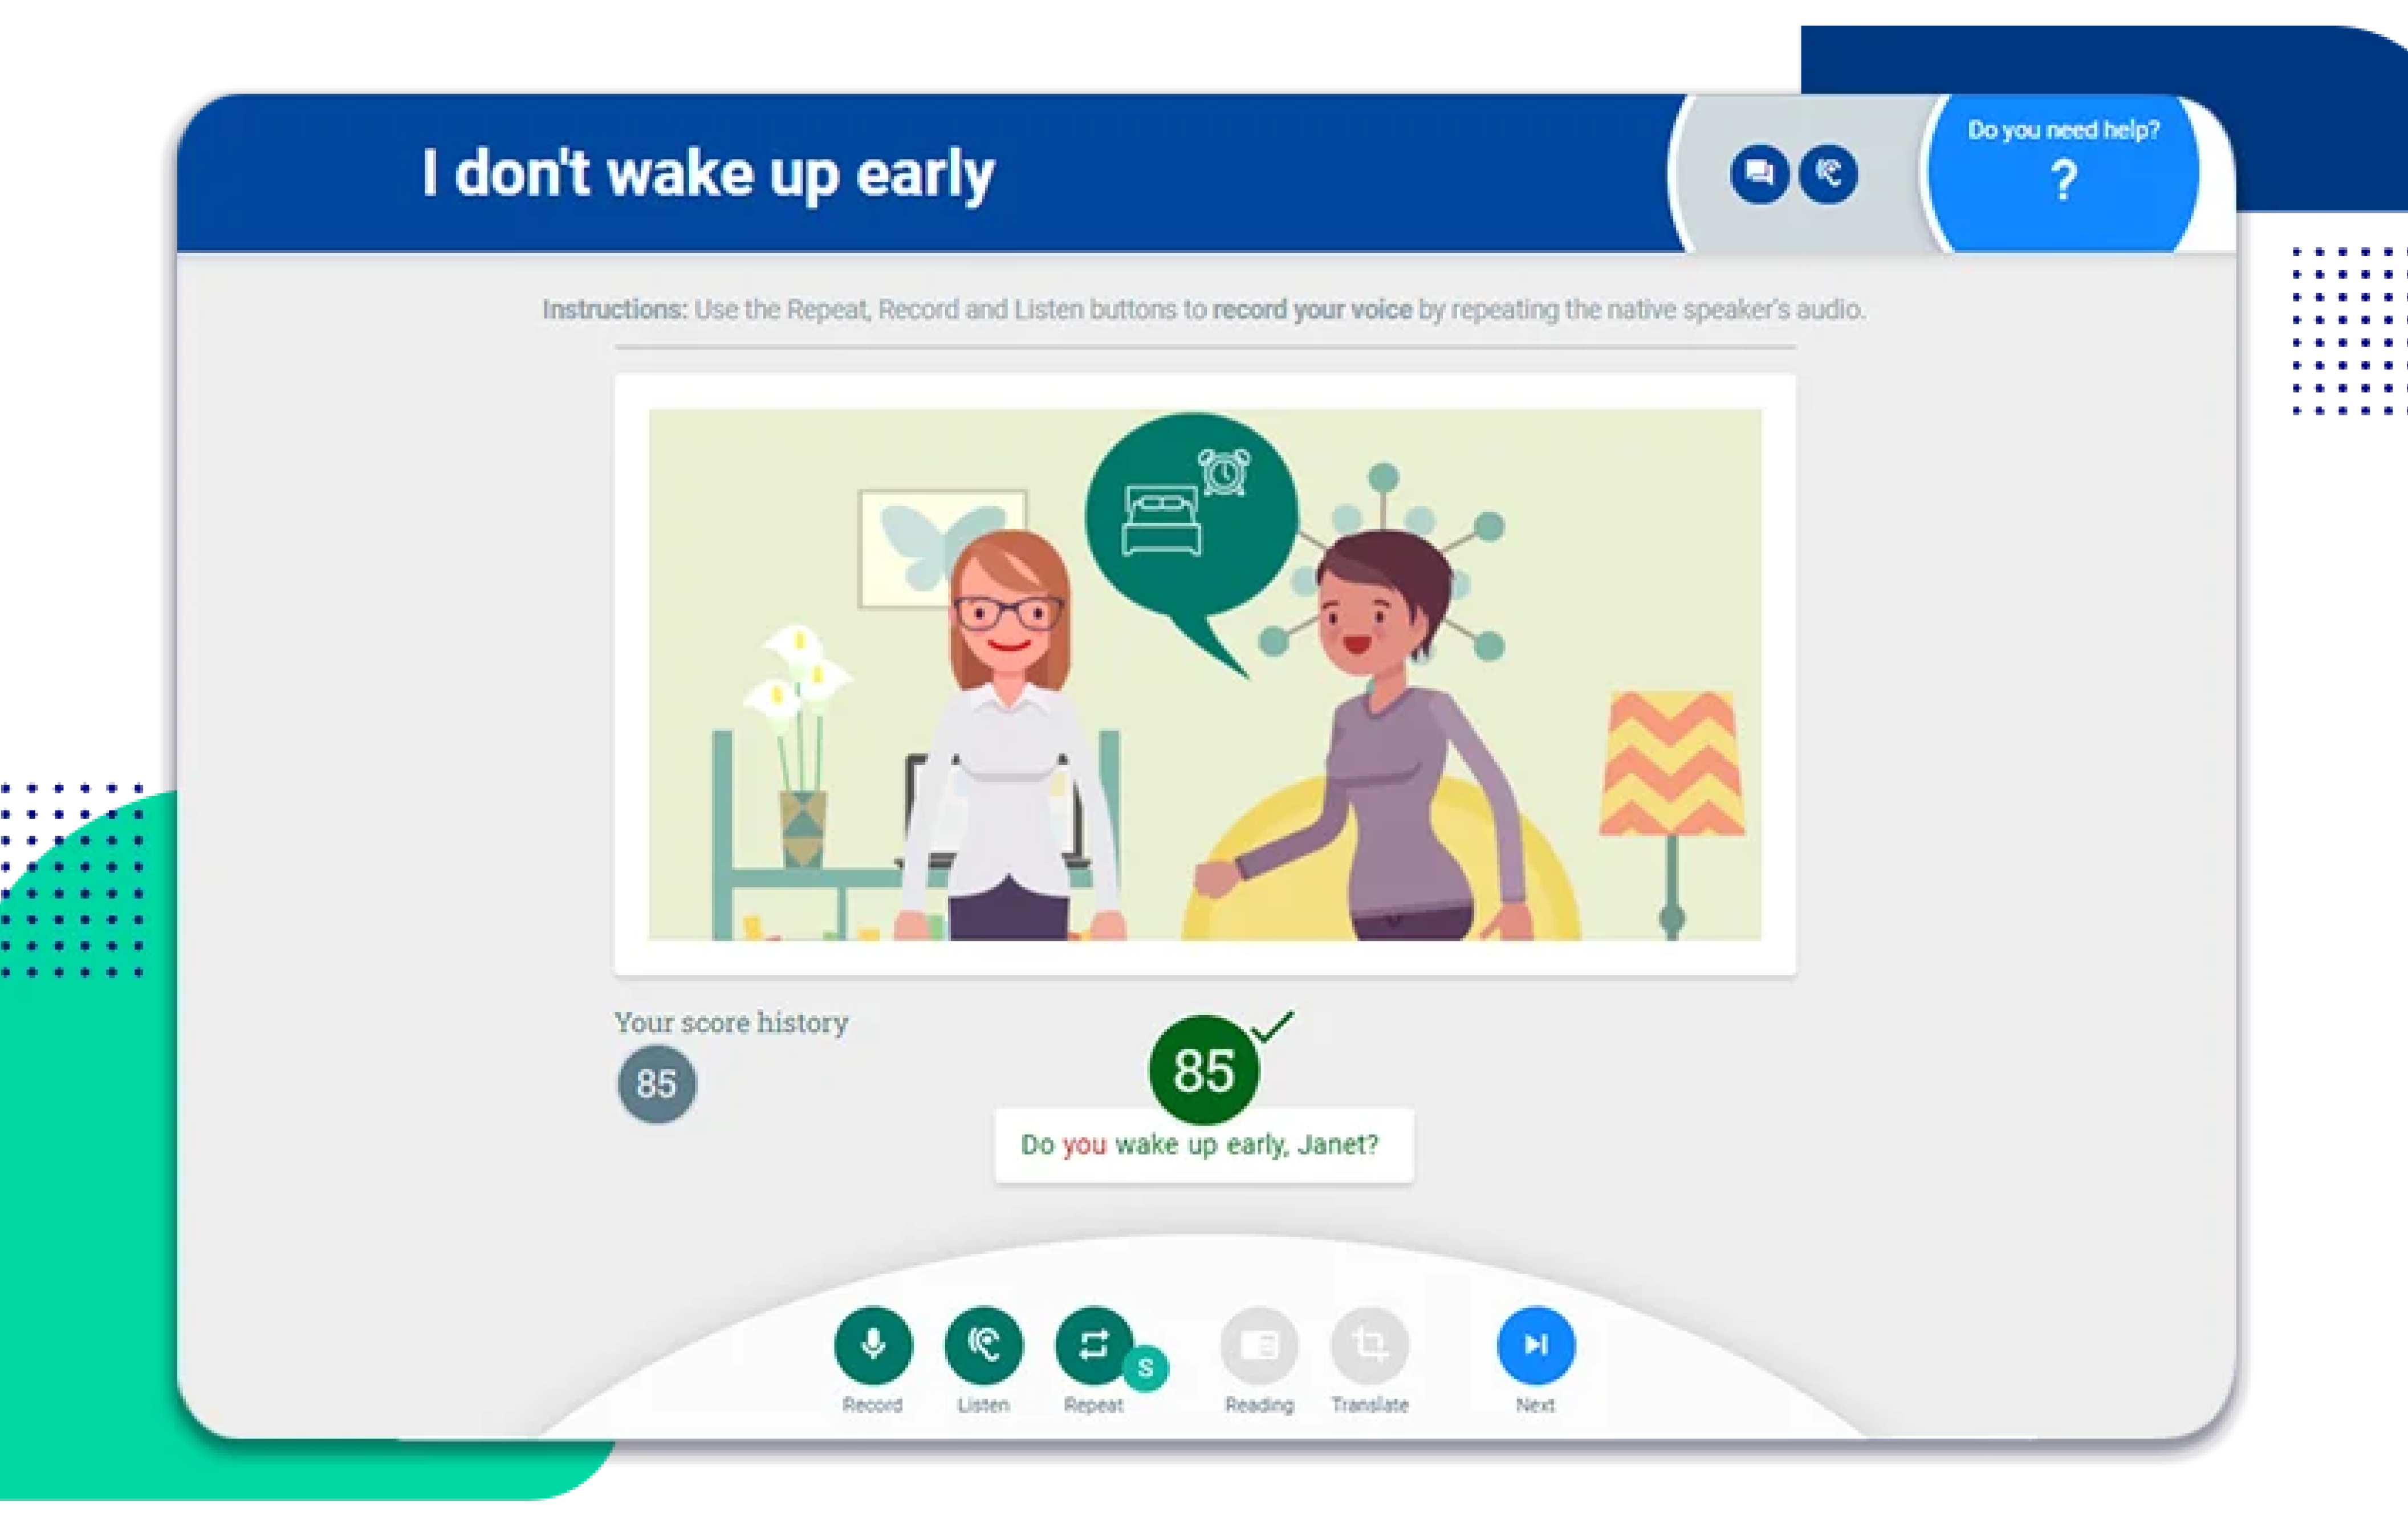 I don't wake up early
Do you need help?
?
Instructions: Use the Repeat, Record and Listen buttons to record your voice by repeating the native speaker's audio.
Your score history
85
85
Do you wake up early, Janet?
S
Record Listen Repeat Reading Translate Next